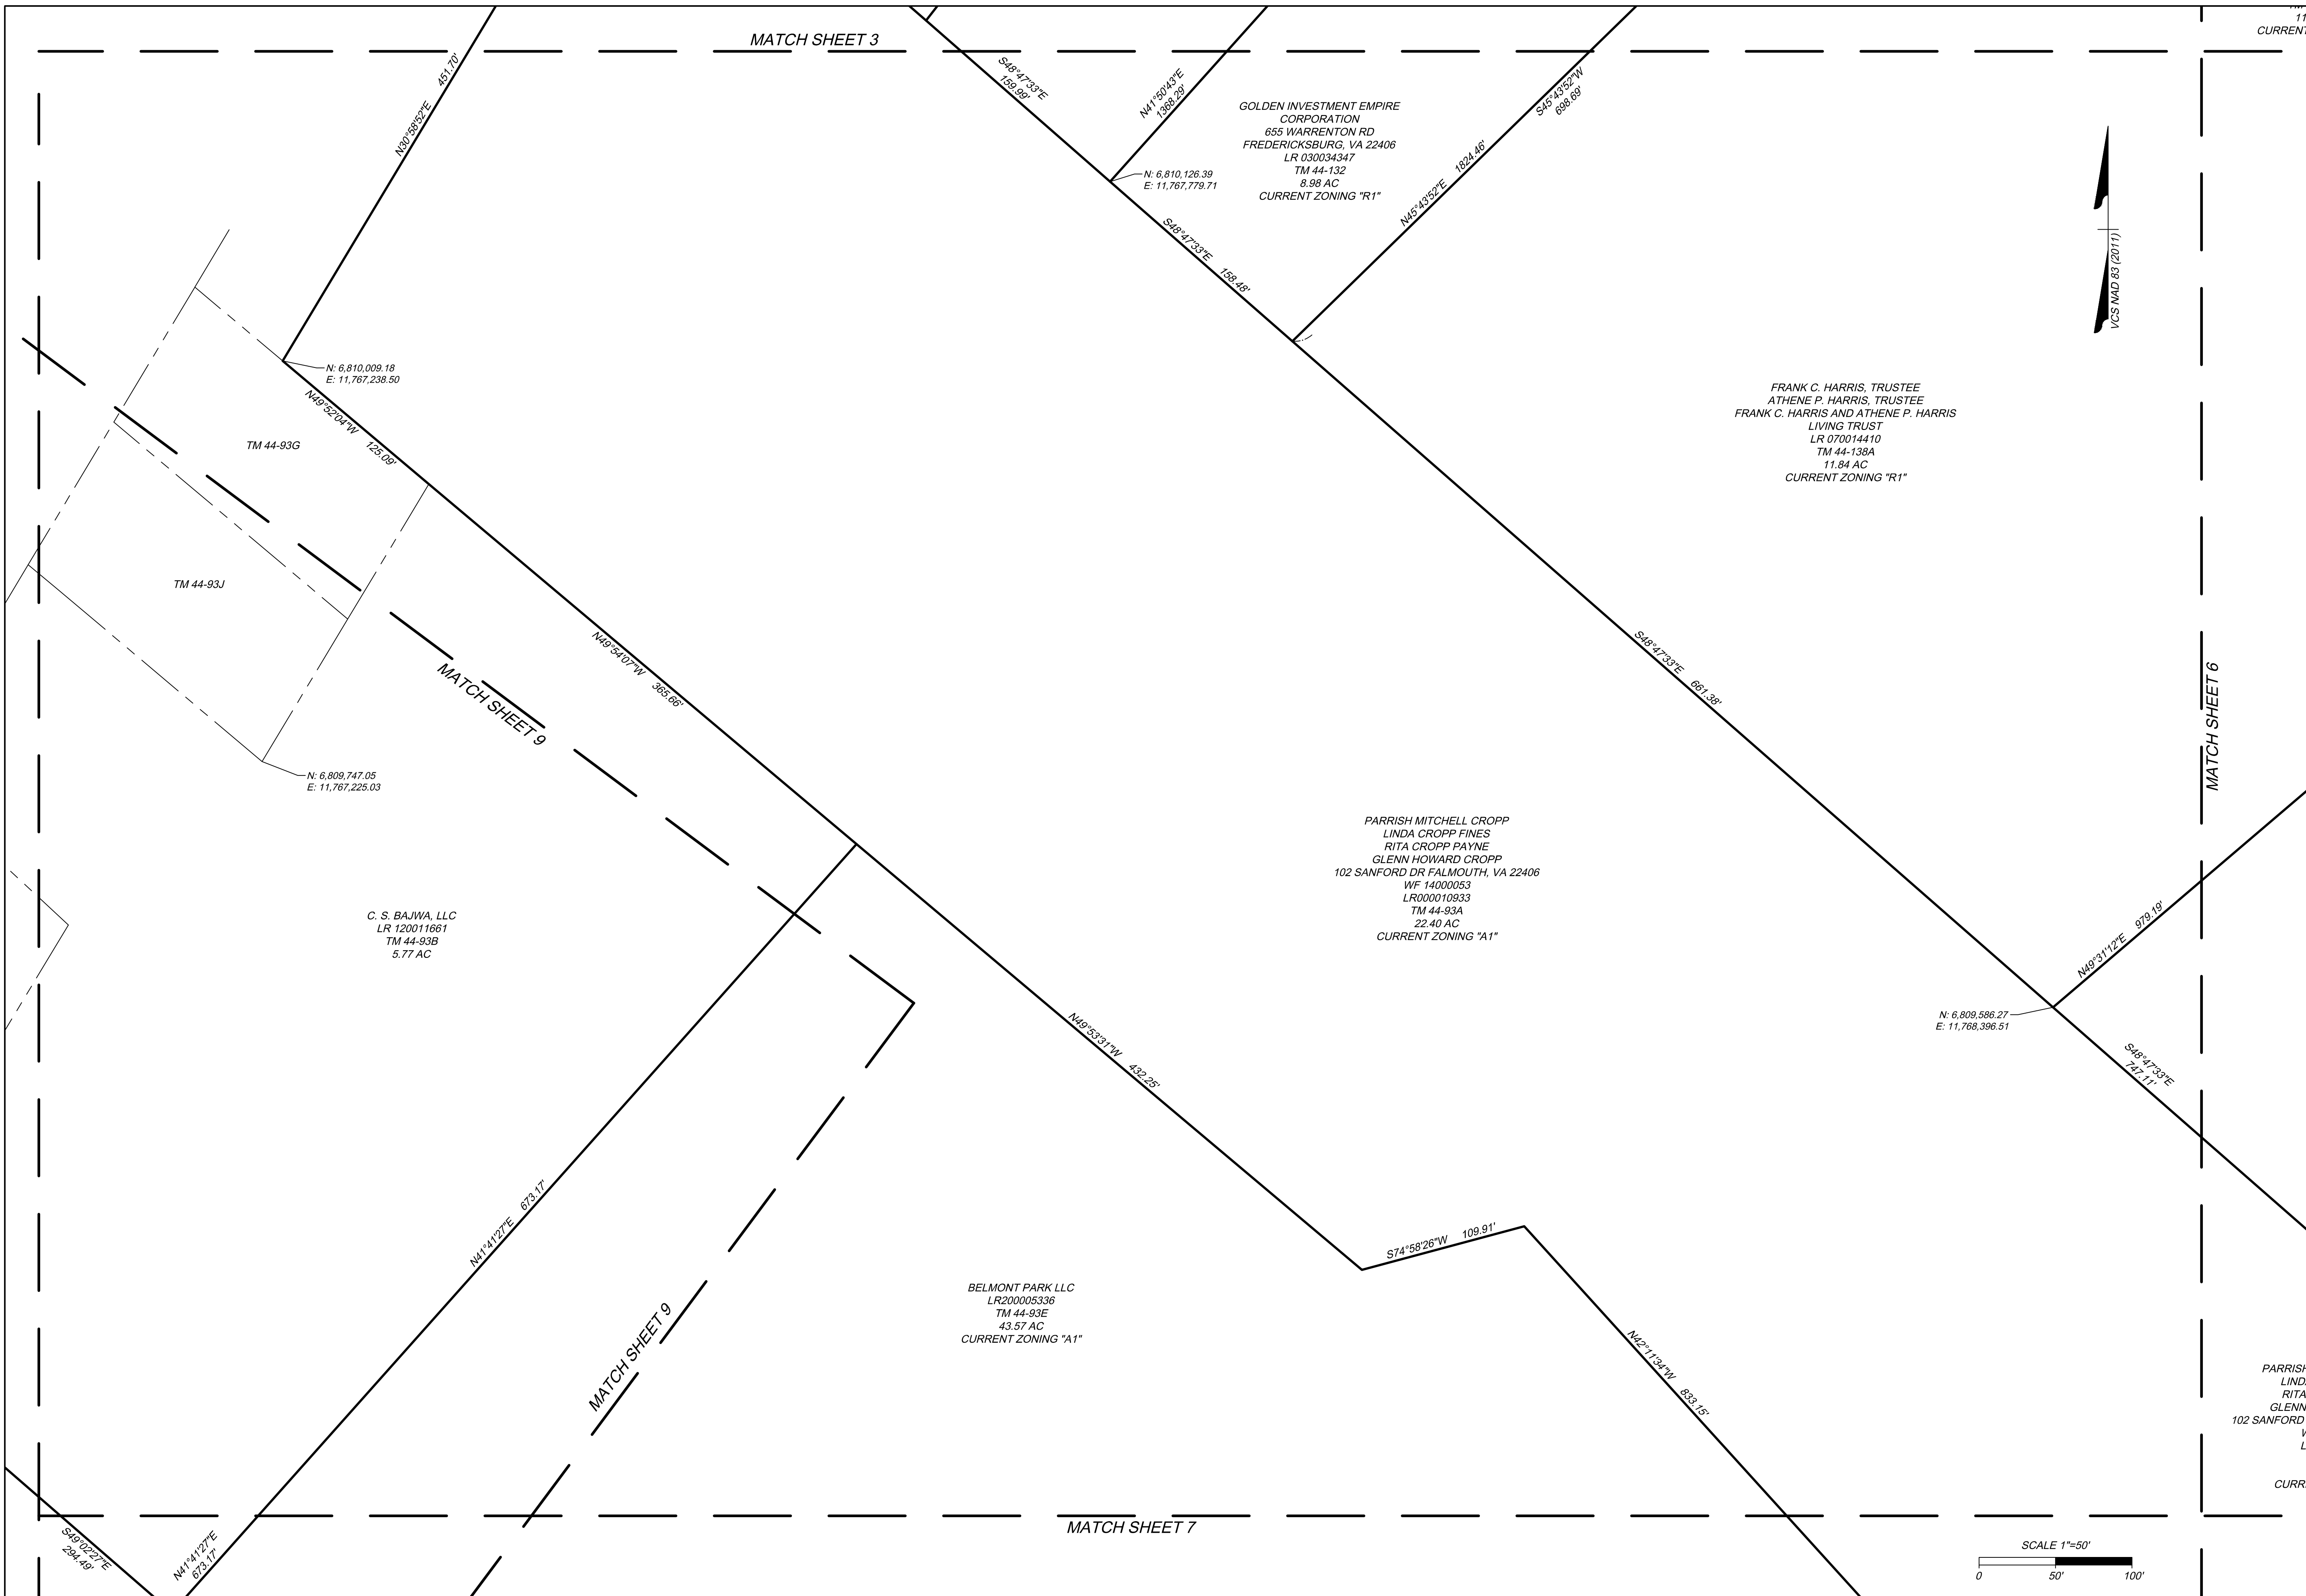 11
CURRENT
MATCH SHEET 3
N30°58'52"E 451.70'
S48°47'33"E
159.99'
N41°50'43"E
1368.29'
GOLDEN INVESTMENT EMPIRE
CORPORATION
655 WARRENTON RD
FREDERICKSBURG, VA 22406
LR 030034347
TM 44-132
8.98 AC
CURRENT ZONING "R1"
S45°43'52"W
698.69'
N45°43'52"E 1824.46'
N: 6,810,126.39
E: 11,767,779.71
S48°47'33"E 158.48'
VCS NAD 83 (2011)
N: 6,810,009.18
E: 11,767,238.50
N49°52'04"W 125.09'
TM 44-93G
FRANK C. HARRIS, TRUSTEE
ATHENE P. HARRIS, TRUSTEE
FRANK C. HARRIS AND ATHENE P. HARRIS
LIVING TRUST
LR 070014410
TM 44-138A
11.84 AC
CURRENT ZONING "R1"
TM 44-93J
N49°54'07"W 365.66'
MATCH SHEET 9
S48°47'33"E 661.38'
MATCH SHEET 6
N: 6,809,747.05
E: 11,767,225.03
PARRISH MITCHELL CROPP
LINDA CROPP FINES
RITA CROPP PAYNE
GLENN HOWARD CROPP
102 SANFORD DR FALMOUTH, VA 22406
WF 14000053
LR000010933
TM 44-93A
22.40 AC
CURRENT ZONING "A1"
C. S. BAJWA, LLC
LR 120011661
TM 44-93B
5.77 AC
N49°31'12"E 979.19'
N: 6,809,586.27
E: 11,768,396.51
N49°53'31"W 432.25'
S48°47'33"E
747.11'
N41°41'27"E 673.17'
S74°58'26"W 109.91'
BELMONT PARK LLC
LR200005336
TM 44-93E
43.57 AC
CURRENT ZONING "A1"
MATCH SHEET 9
N42°11'34"W 833.15'
PARRISH
LIND
RITA
GLENN
102 SANFORD
W
L
CURR
S49°02'27"E
294.49'
N41°41'27"E
673.17'
MATCH SHEET 7
SCALE 1"=50'
0 50' 100'